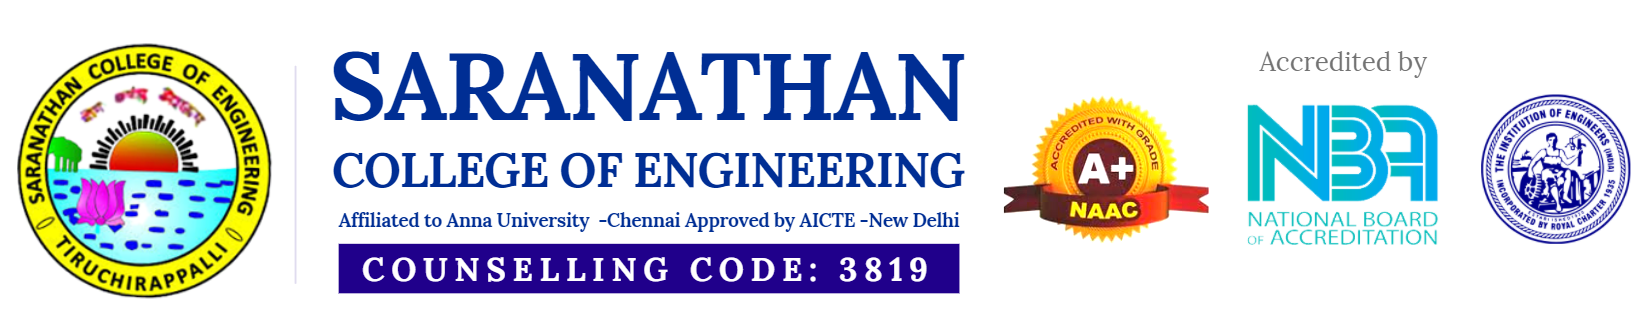 SARANATHAN COLLEGE OF ENGINEERING
TIRUCHIRAPPALLI
SARANATHAN
COLLEGE OF ENGINEERING
Affiliated to Anna University -Chennai Approved by AICTE -New Delhi
COUNSELLING CODE: 3819
ACCREDITED WITH GRADE
A+
NAAC
Accredited by
NBA
NATIONAL BOARD
OF ACCREDITATION
THE INSTITUTION OF ENGINEERS (INDIA)
ESTABLISHED 1920
INCORPORATED BY ROYAL CHARTER 1935